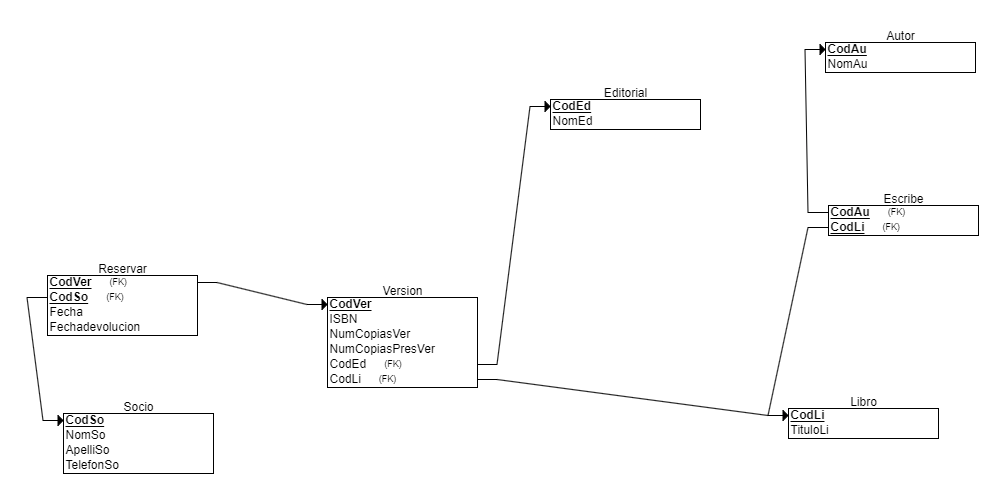 Autor
CodAu
NomAu
Editorial
CodEd
NomEd
Escribe
CodAu (FK)
CodLi (FK)
Reservar
CodVer (FK)
CodSo (FK)
Fecha
Fechadevolucion
Version
CodVer
ISBN
NumCopiasVer
NumCopiasPresVer
CodEd (FK)
CodLi (FK)
Socio
CodSo
NomSo
ApelliSo
TelefonSo
Libro
CodLi
TituloLi